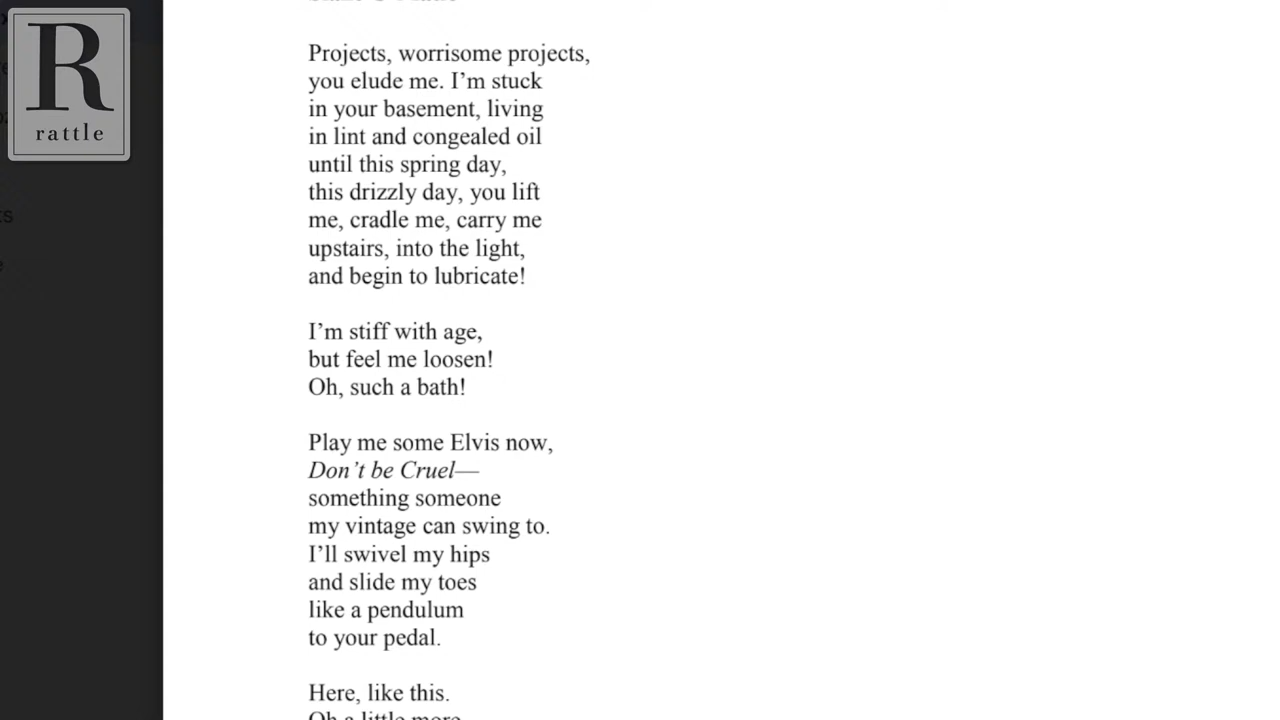 R
rattle
Projects, worrisome projects,
you elude me. I’m stuck
in your basement, living
in lint and congealed oil
until this spring day,
this drizzly day, you lift
me, cradle me, carry me
upstairs, into the light,
and begin to lubricate!
I’m stiff with age,
but feel me loosen!
Oh, such a bath!
Play me some Elvis now,
Don’t be Cruel—
something someone
my vintage can swing to.
I’ll swivel my hips
and slide my toes
like a pendulum
to your pedal.
Here, like this.
Oh a little more